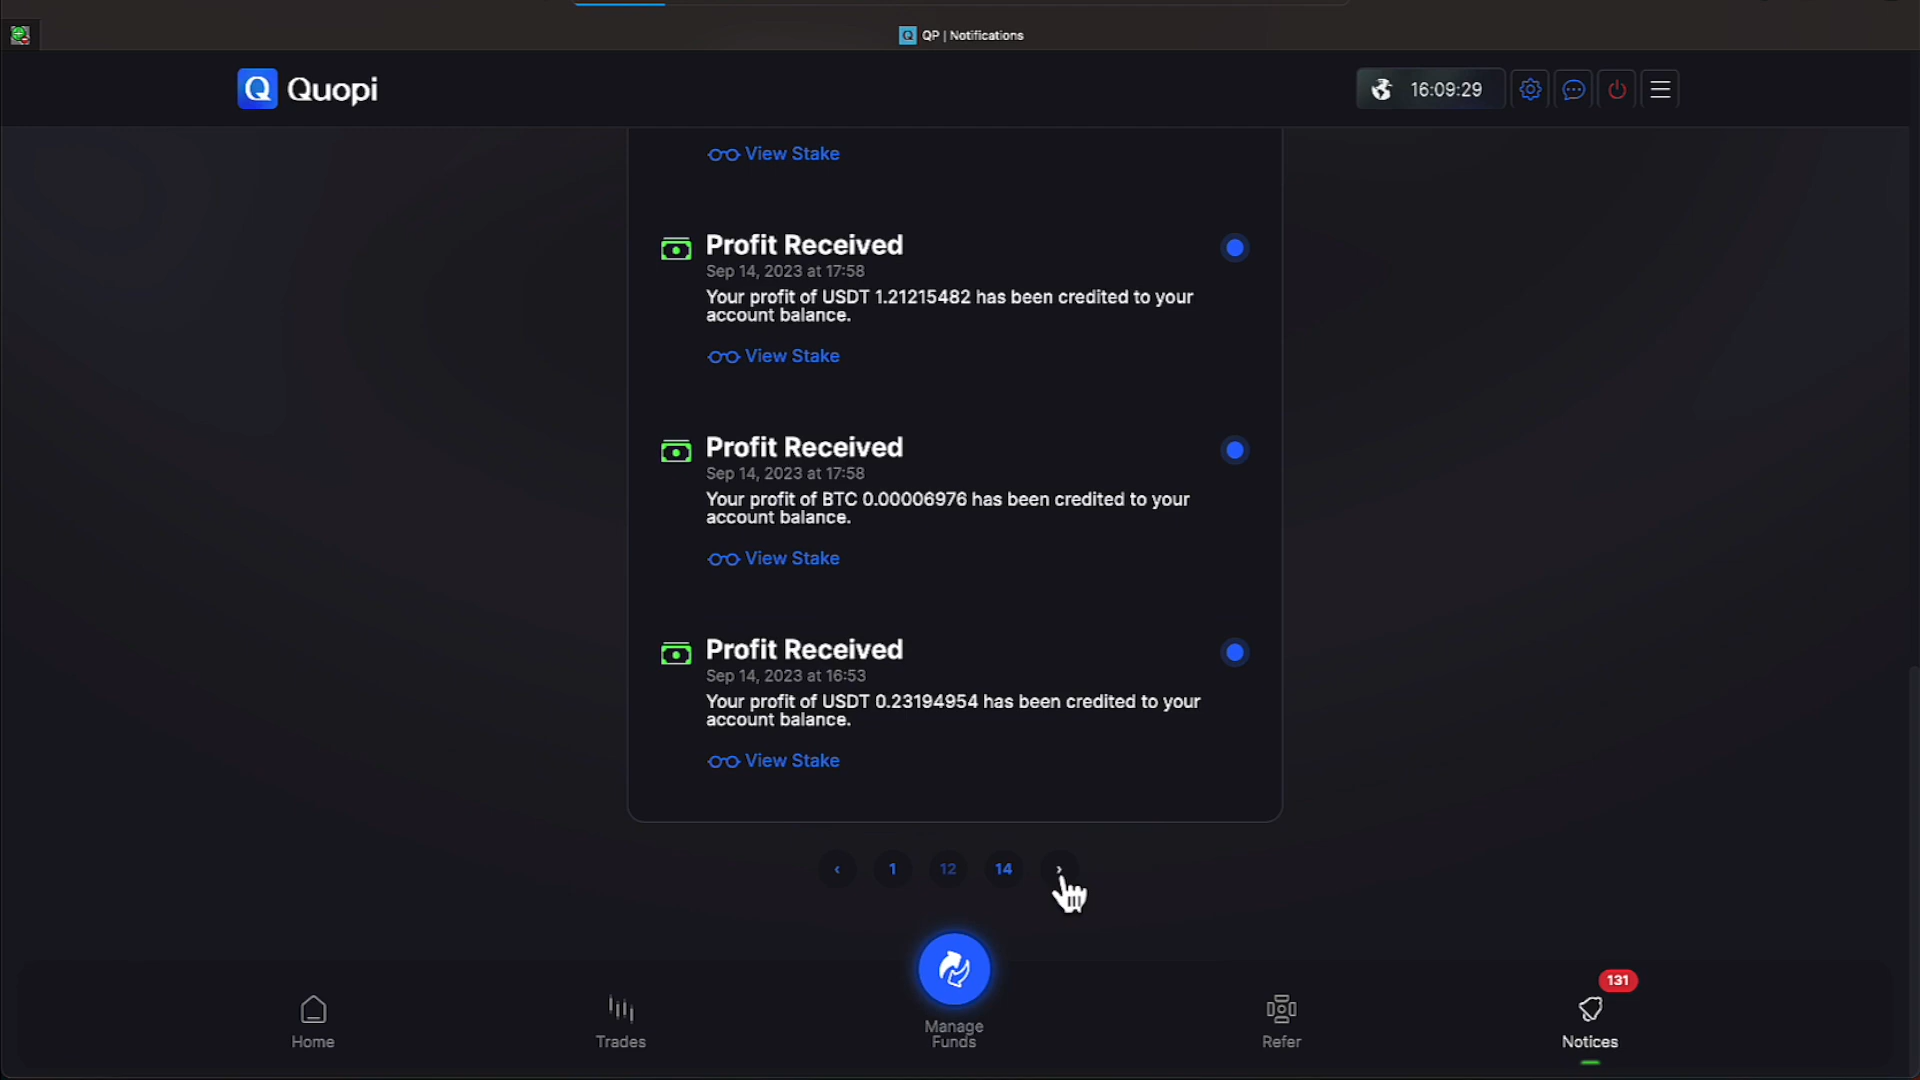 QP | Notifications
Quopi
16:09:29
View Stake
Profit Received
Sep 14, 2023 at 17:58
Your profit of USDT 1.21215482 has been credited to your
account balance.
View Stake
Profit Received
Sep 14, 2023 at 17:58
Your profit of BTC 0.00006976 has been credited to your
account balance.
View Stake
Profit Received
Sep 14, 2023 at 16:53
Your profit of USDT 0.23194954 has been credited to your
account balance.
View Stake
‹ 1 12 14 ›
Home
Trades
Manage
Funds
Refer
131
Notices